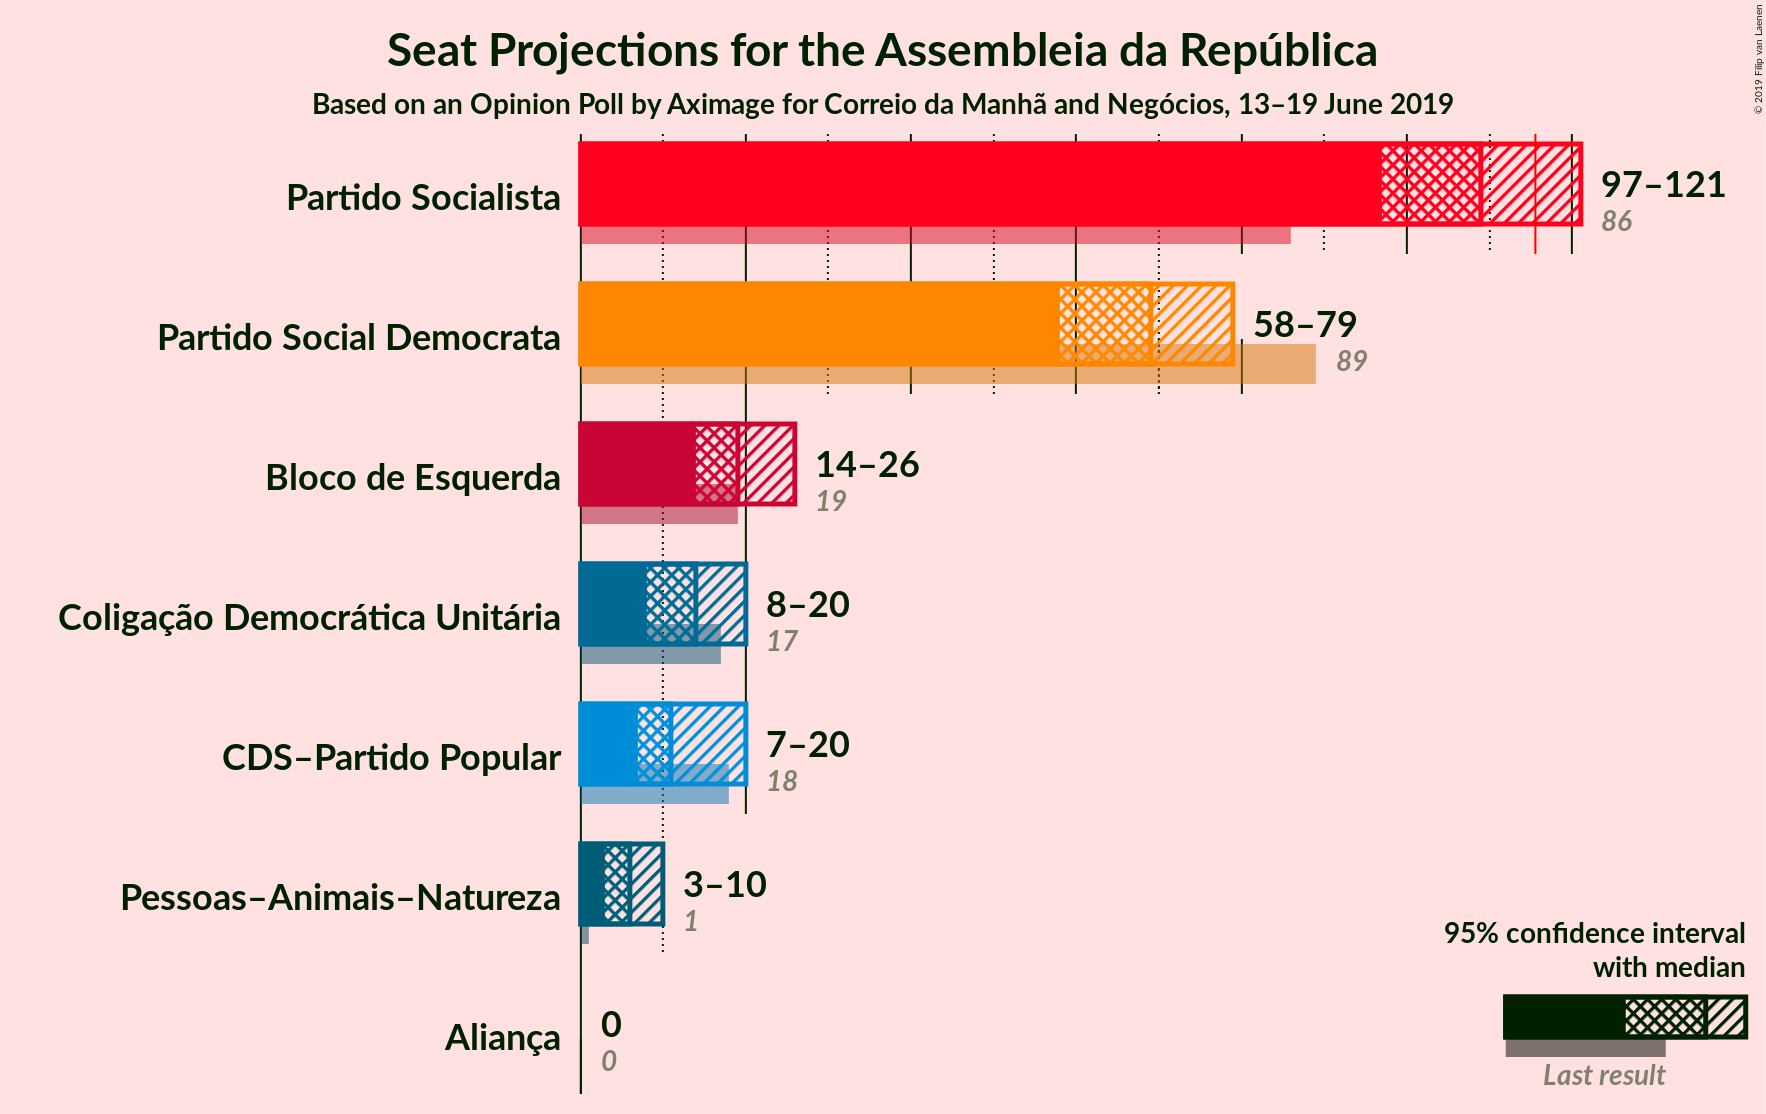 Seat Projections for the Assembleia da República
Based on an Opinion Poll by Aximage for Correio da Manhã and Negócios, 13–19 June 2019
© 2019 Filip van Laenen
Partido Socialista
97–121
86
Partido Social Democrata
58–79
89
Bloco de Esquerda
14–26
19
Coligação Democrática Unitária
8–20
17
CDS–Partido Popular
7–20
18
Pessoas–Animais–Natureza
3–10
1
Aliança
0
0
95% confidence interval
with median
Last result